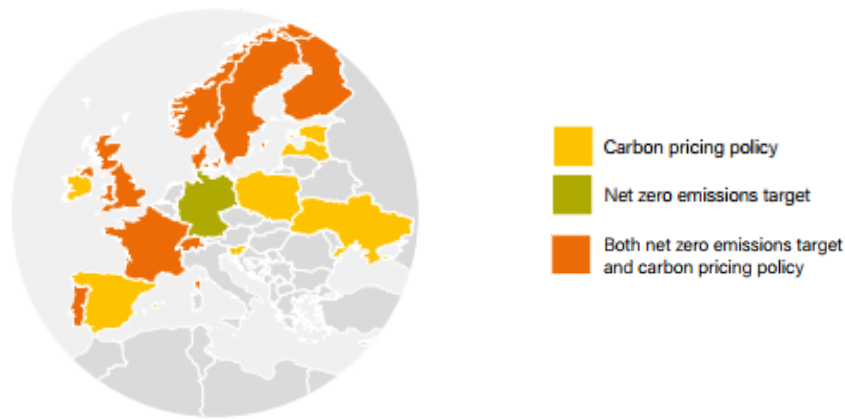 Carbon pricing policy
Net zero emissions target
Both net zero emissions target
and carbon pricing policy